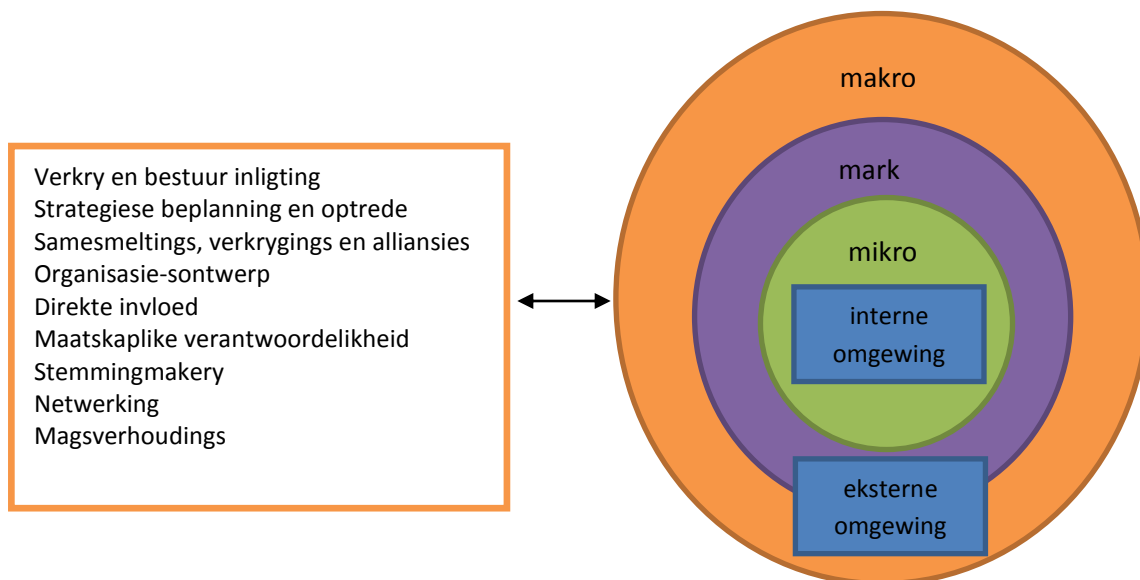 Verkry en bestuur inligting
Strategiese beplanning en optrede
Samesmeltings, verkrygings en alliansies
Organisasie-sontwerp
Direkte invloed
Maatskaplike verantwoordelikheid
Stemmingmakery
Netwerking
Magsverhoudings
makro
mark
mikro
interne
omgewing
eksterne
omgewing